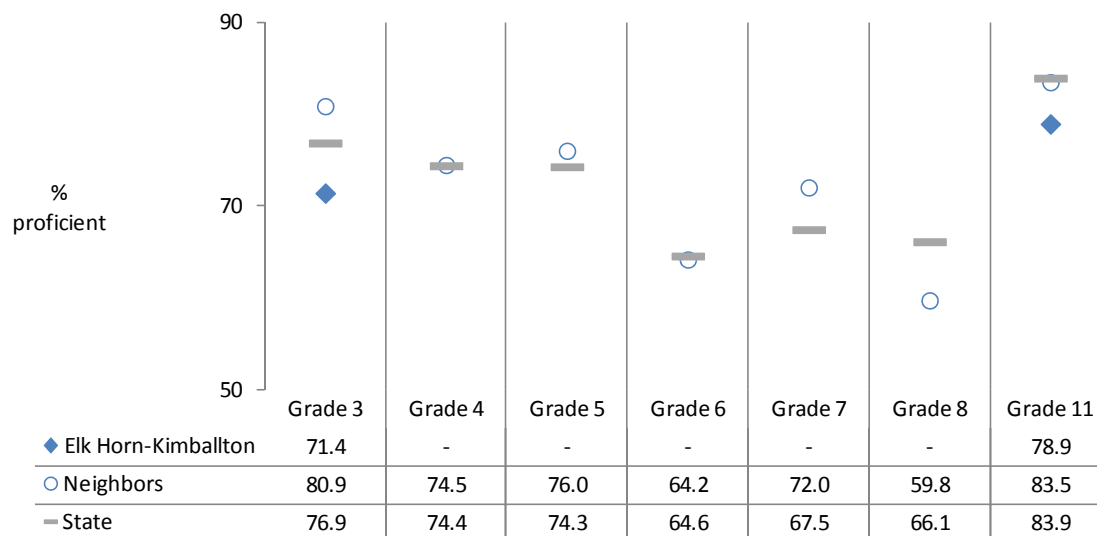 90
70
50
%
proficient
Grade 3 Grade 4 Grade 5 Grade 6 Grade 7 Grade 8 Grade 11
Elk Horn-Kimballton 71.4 - - - - - 78.9
Neighbors 80.9 74.5 76.0 64.2 72.0 59.8 83.5
State 76.9 74.4 74.3 64.6 67.5 66.1 83.9